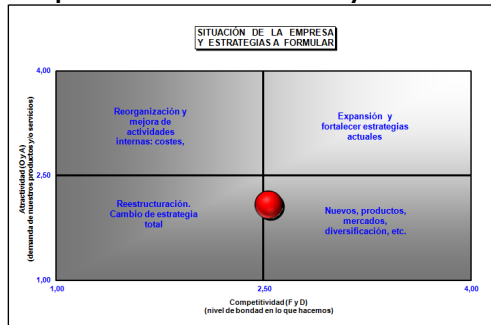 SITUACIÓN DE LA EMPRESA
Y ESTRATEGIAS A FORMULAR
4,00
Reorganización y
mejora de
actividades
internas: costes,
Expansión y
fortalecer estrategias
actuales
Atractividad (O y A)
(demanda de nuestros productos y/o servicios)
2,50
Reestructuración.
Cambio de estrategia
total
Nuevos, productos,
mercados,
diversificación, etc.
1,00
1,00
2,50
4,00
Competitividad (F y D)
(nivel de bondad en lo que hacemos)